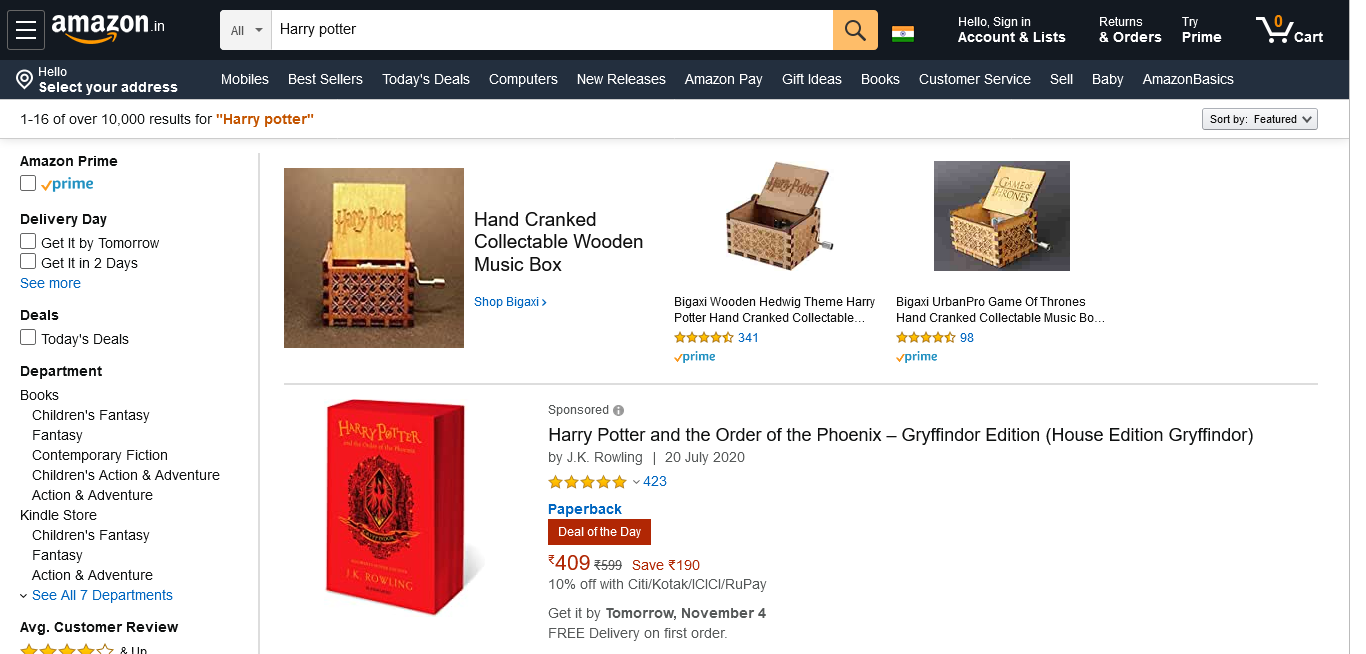 amazon.in
All
Harry potter
Hello, Sign in
Account & Lists
Returns
& Orders
Try
Prime
0
Cart
Hello
Select your address
Mobiles
Best Sellers
Today's Deals
Computers
New Releases
Amazon Pay
Gift Ideas
Books
Customer Service
Sell
Baby
AmazonBasics
1-16 of over 10,000 results for "Harry potter"
Sort by: Featured
Amazon Prime
prime
Delivery Day
Get It by Tomorrow
Get It in 2 Days
See more
Deals
Today's Deals
Department
Books
Children's Fantasy
Fantasy
Contemporary Fiction
Children's Action & Adventure
Action & Adventure
Kindle Store
Children's Fantasy
Fantasy
Action & Adventure
See All 7 Departments
Avg. Customer Review
& Up
Harry Potter
Hand Cranked
Collectable Wooden
Music Box
Shop Bigaxi ›
Harry Potter
Bigaxi Wooden Hedwig Theme Harry
Potter Hand Cranked Collectable…
341
prime
GAME OF
THRONES
Bigaxi UrbanPro Game Of Thrones
Hand Cranked Collectable Music Bo…
98
prime
HARRY POTTER
and the Order of the Phoenix
GRYFFINDOR
J.K. ROWLING
Sponsored
Harry Potter and the Order of the Phoenix – Gryffindor Edition (House Edition Gryffindor)
by J.K. Rowling | 20 July 2020
423
Paperback
Deal of the Day
₹409 ₹599 Save ₹190
10% off with Citi/Kotak/ICICI/RuPay
Get it by Tomorrow, November 4
FREE Delivery on first order.